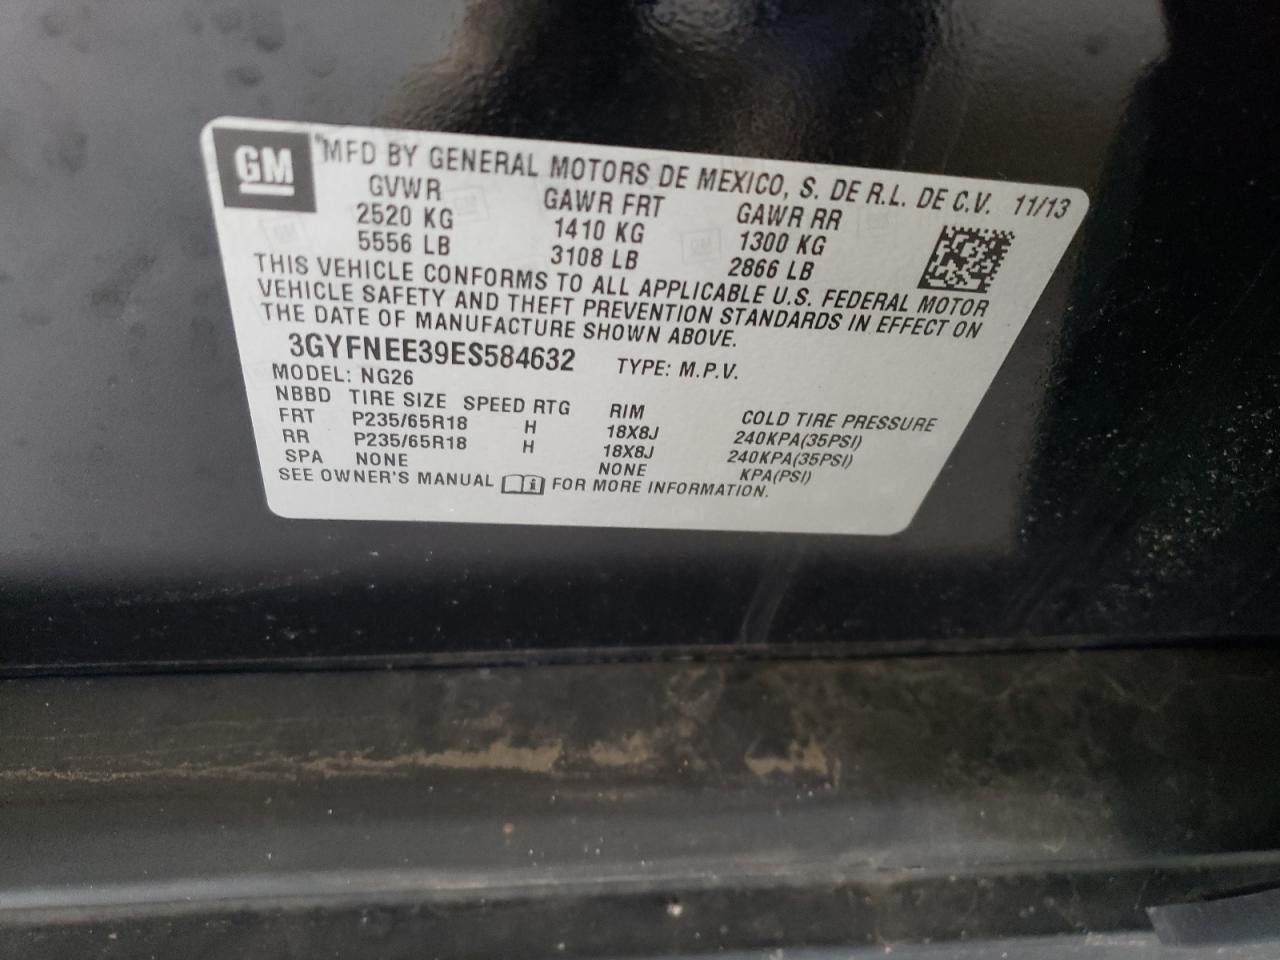 GM
MFD BY GENERAL MOTORS DE MEXICO, S. DE R.L. DE C.V. 11/13
GVWR GAWR FRT GAWR RR
2520 KG 1410 KG 1300 KG
5556 LB 3108 LB 2866 LB
THIS VEHICLE CONFORMS TO ALL APPLICABLE U.S. FEDERAL MOTOR
VEHICLE SAFETY AND THEFT PREVENTION STANDARDS IN EFFECT ON
THE DATE OF MANUFACTURE SHOWN ABOVE.
3GYFNEE39ES584632 TYPE: M.P.V.
MODEL: NG26
NBBD TIRE SIZE SPEED RTG RIM COLD TIRE PRESSURE
FRT P235/65R18 H 18X8J 240KPA(35PSI)
RR P235/65R18 H 18X8J 240KPA(35PSI)
SPA NONE NONE KPA(PSI)
SEE OWNER'S MANUAL FOR MORE INFORMATION.